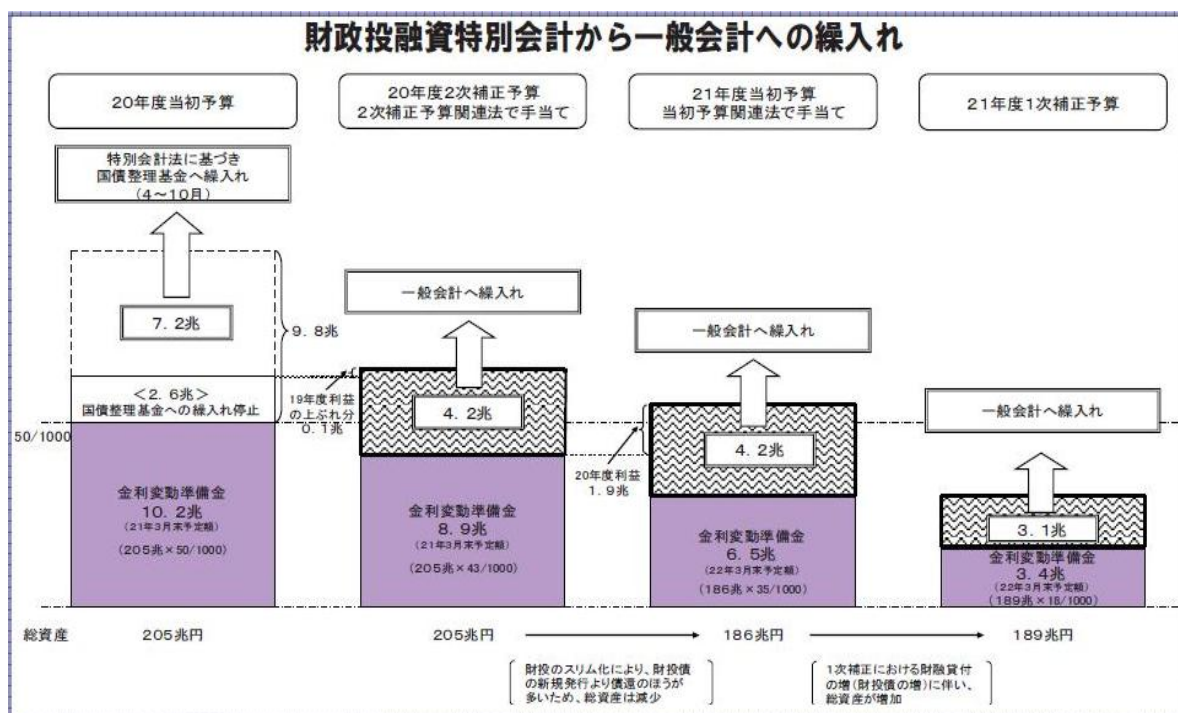 財政投融資特別会計から一般会計への繰入れ
20年度当初予算
20年度2次補正予算
2次補正予算関連法で手当て
21年度当初予算
当初予算関連法で手当て
21年度1次補正予算
特別会計法に基づき
国債整理基金へ繰入れ
(4〜10月)
7.2兆
9.8兆
<2.6兆>
国債整理基金への繰入れ停止
50/1000
金利変動準備金
10.2兆
(21年3月末予定額)
(205兆×50/1000)
一般会計へ繰入れ
19年度利益
の上ぶれ分
0.1兆
4.2兆
金利変動準備金
8.9兆
(21年3月末予定額)
(205兆×43/1000)
一般会計へ繰入れ
20年度利益
1.9兆
4.2兆
金利変動準備金
6.5兆
(22年3月末予定額)
(186兆×35/1000)
一般会計へ繰入れ
3.1兆
金利変動準備金
3.4兆
(22年3月末予定額)
(189兆×18/1000)
総資産
205兆円
205兆円
186兆円
189兆円
財投のスリム化により、財投債
の新規発行より償還のほうが
多いため、総資産は減少
1次補正における財融貸付
の増(財投債の増)に伴い、
総資産が増加